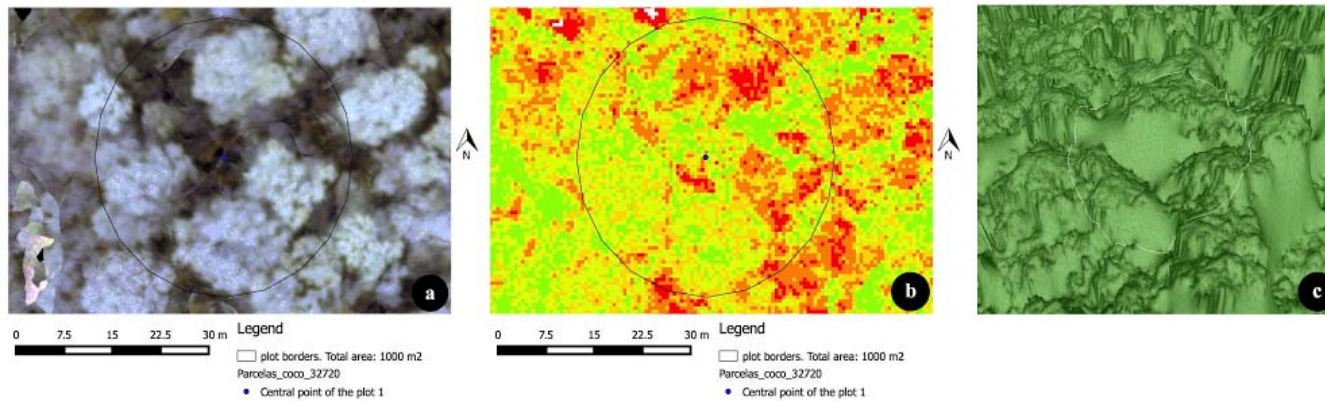 a
N
b
N
c
0 7.5 15 22.5 30 m
Legend
plot borders. Total area: 1000 m2
Parcelas_coco_32720
Central point of the plot 1
0 7.5 15 22.5 30 m
Legend
plot borders. Total area: 1000 m2
Parcelas_coco_32720
Central point of the plot 1